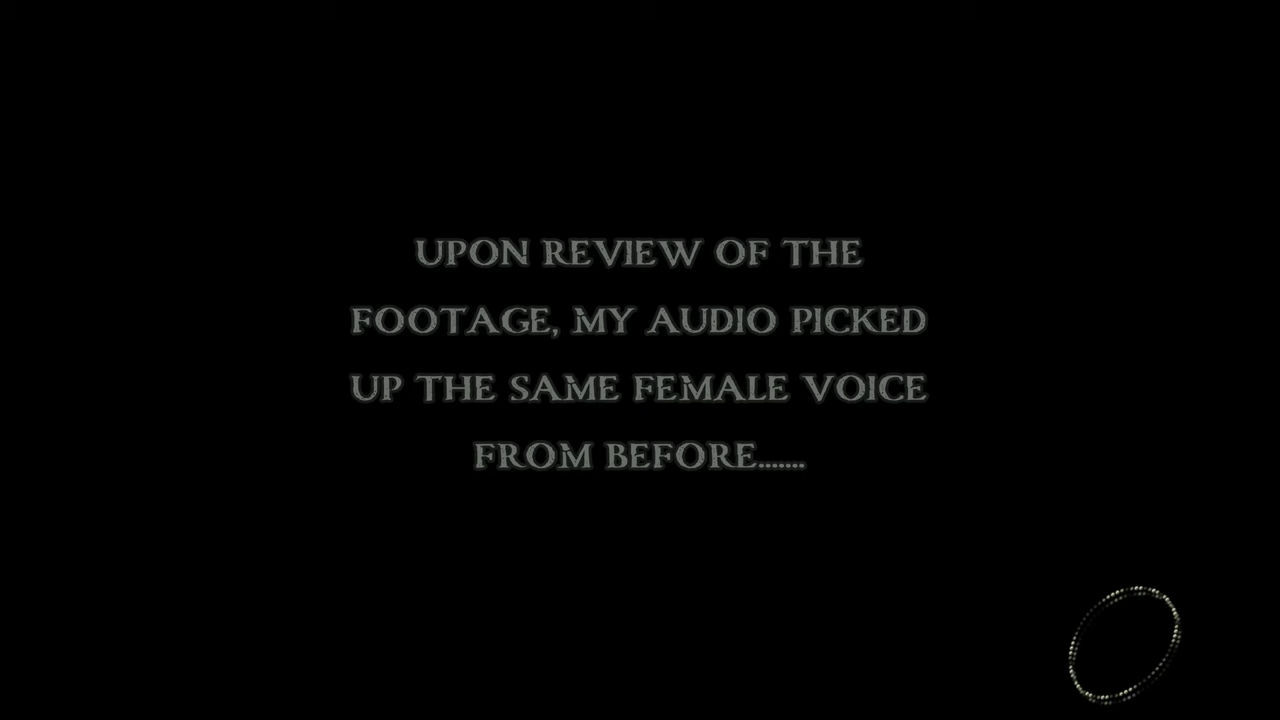 UPON REVIEW OF THE
FOOTAGE, MY AUDIO PICKED
UP THE SAME FEMALE VOICE
FROM BEFORE.......